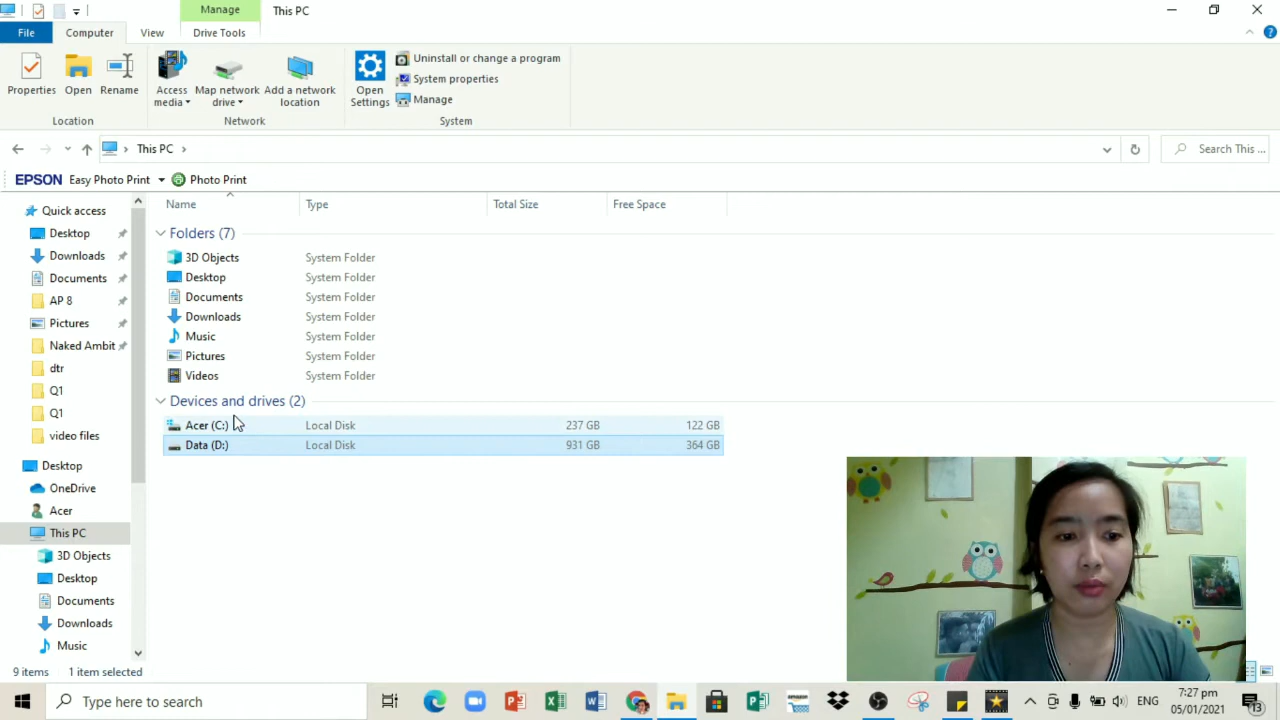 Manage
This PC
File
Computer
View
Drive Tools
Properties
Open
Rename
Access media
Map network drive
Add a network location
Open Settings
Uninstall or change a program
System properties
Manage
Location
Network
System
This PC
Search This ...
EPSON Easy Photo Print
Photo Print
Name Type Total Size Free Space
Quick access
Desktop
Downloads
Documents
AP 8
Pictures
Naked Ambit
dtr
Q1
Q1
video files
Desktop
OneDrive
Acer
This PC
3D Objects
Desktop
Documents
Downloads
Music
Folders (7)
3D Objects System Folder
Desktop System Folder
Documents System Folder
Downloads System Folder
Music System Folder
Pictures System Folder
Videos System Folder
Devices and drives (2)
Acer (C:) Local Disk 237 GB 122 GB
Data (D:) Local Disk 931 GB 364 GB
9 items 1 item selected
Type here to search
ENG
7:27 pm
05/01/2021
13